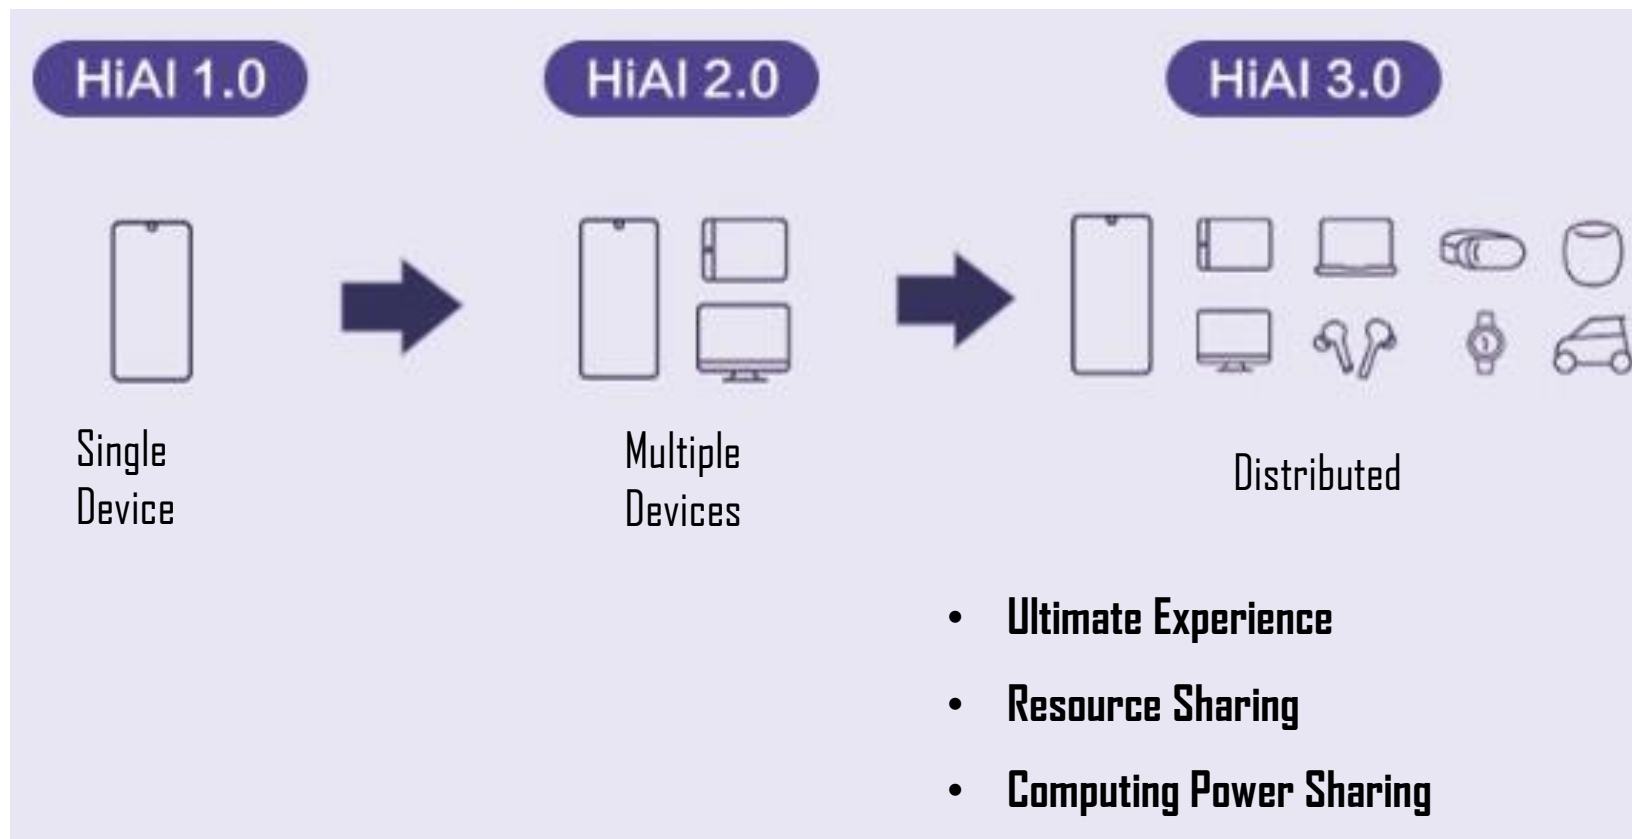 HiAI 1.0
HiAI 2.0
HiAI 3.0
Single
Device
Multiple
Devices
Distributed
• Ultimate Experience
• Resource Sharing
• Computing Power Sharing